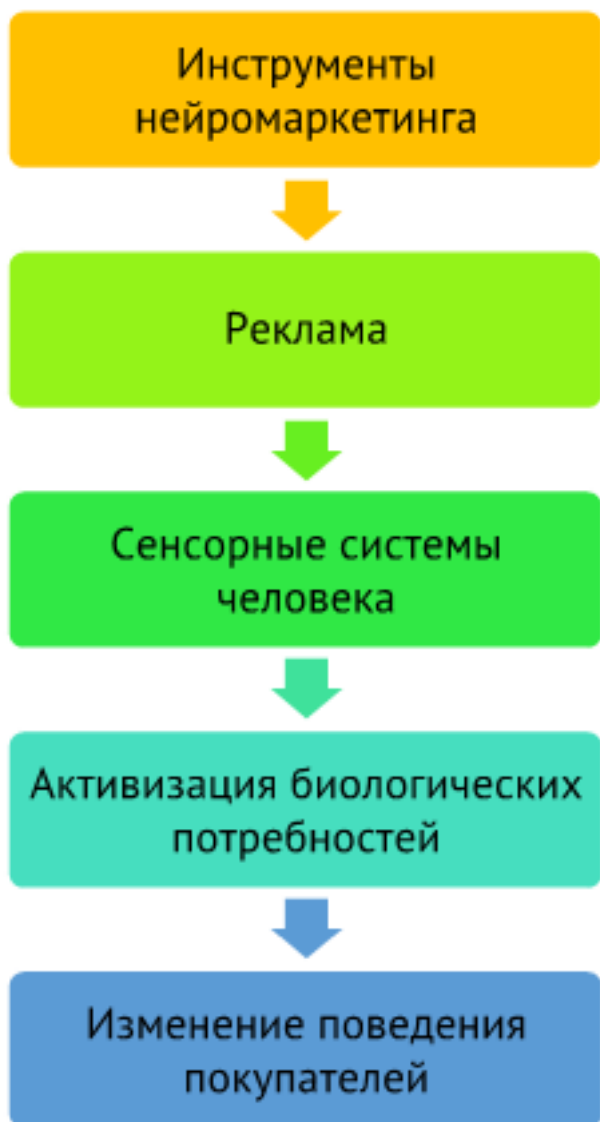 Инструменты
нейромаркетинга
Реклама
Сенсорные системы
человека
Активизация биологических
потребностей
Изменение поведения
покупателей